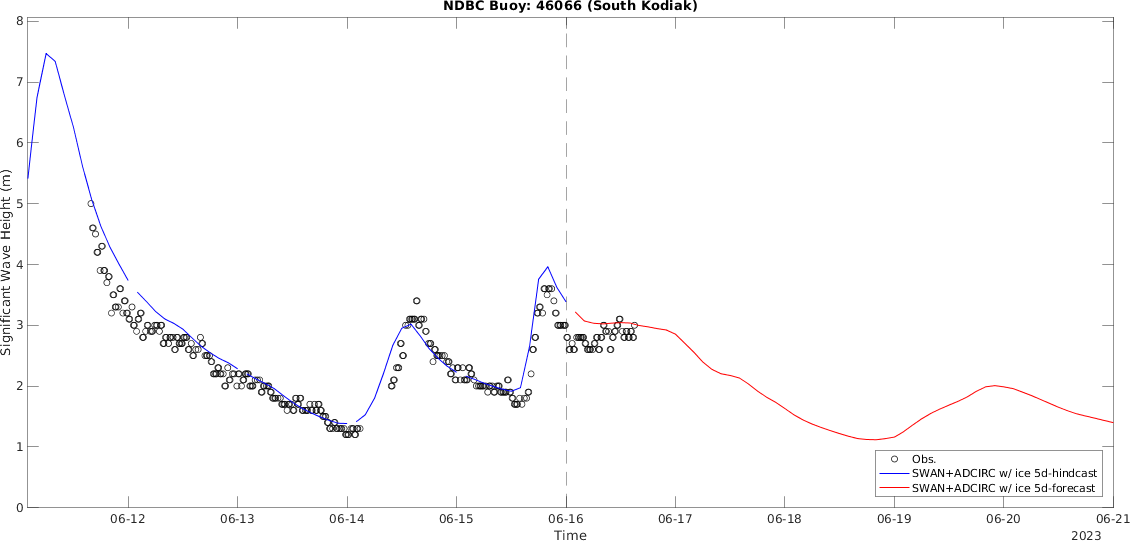 NDBC Buoy: 46066 (South Kodiak)
8
7
6
5
4
3
2
1
0
Significant Wave Height (m)
Obs.
SWAN+ADCIRC w/ ice 5d-hindcast
SWAN+ADCIRC w/ ice 5d-forecast
06-12 06-13 06-14 06-15 06-16 06-17 06-18 06-19 06-20 06-21
Time 2023